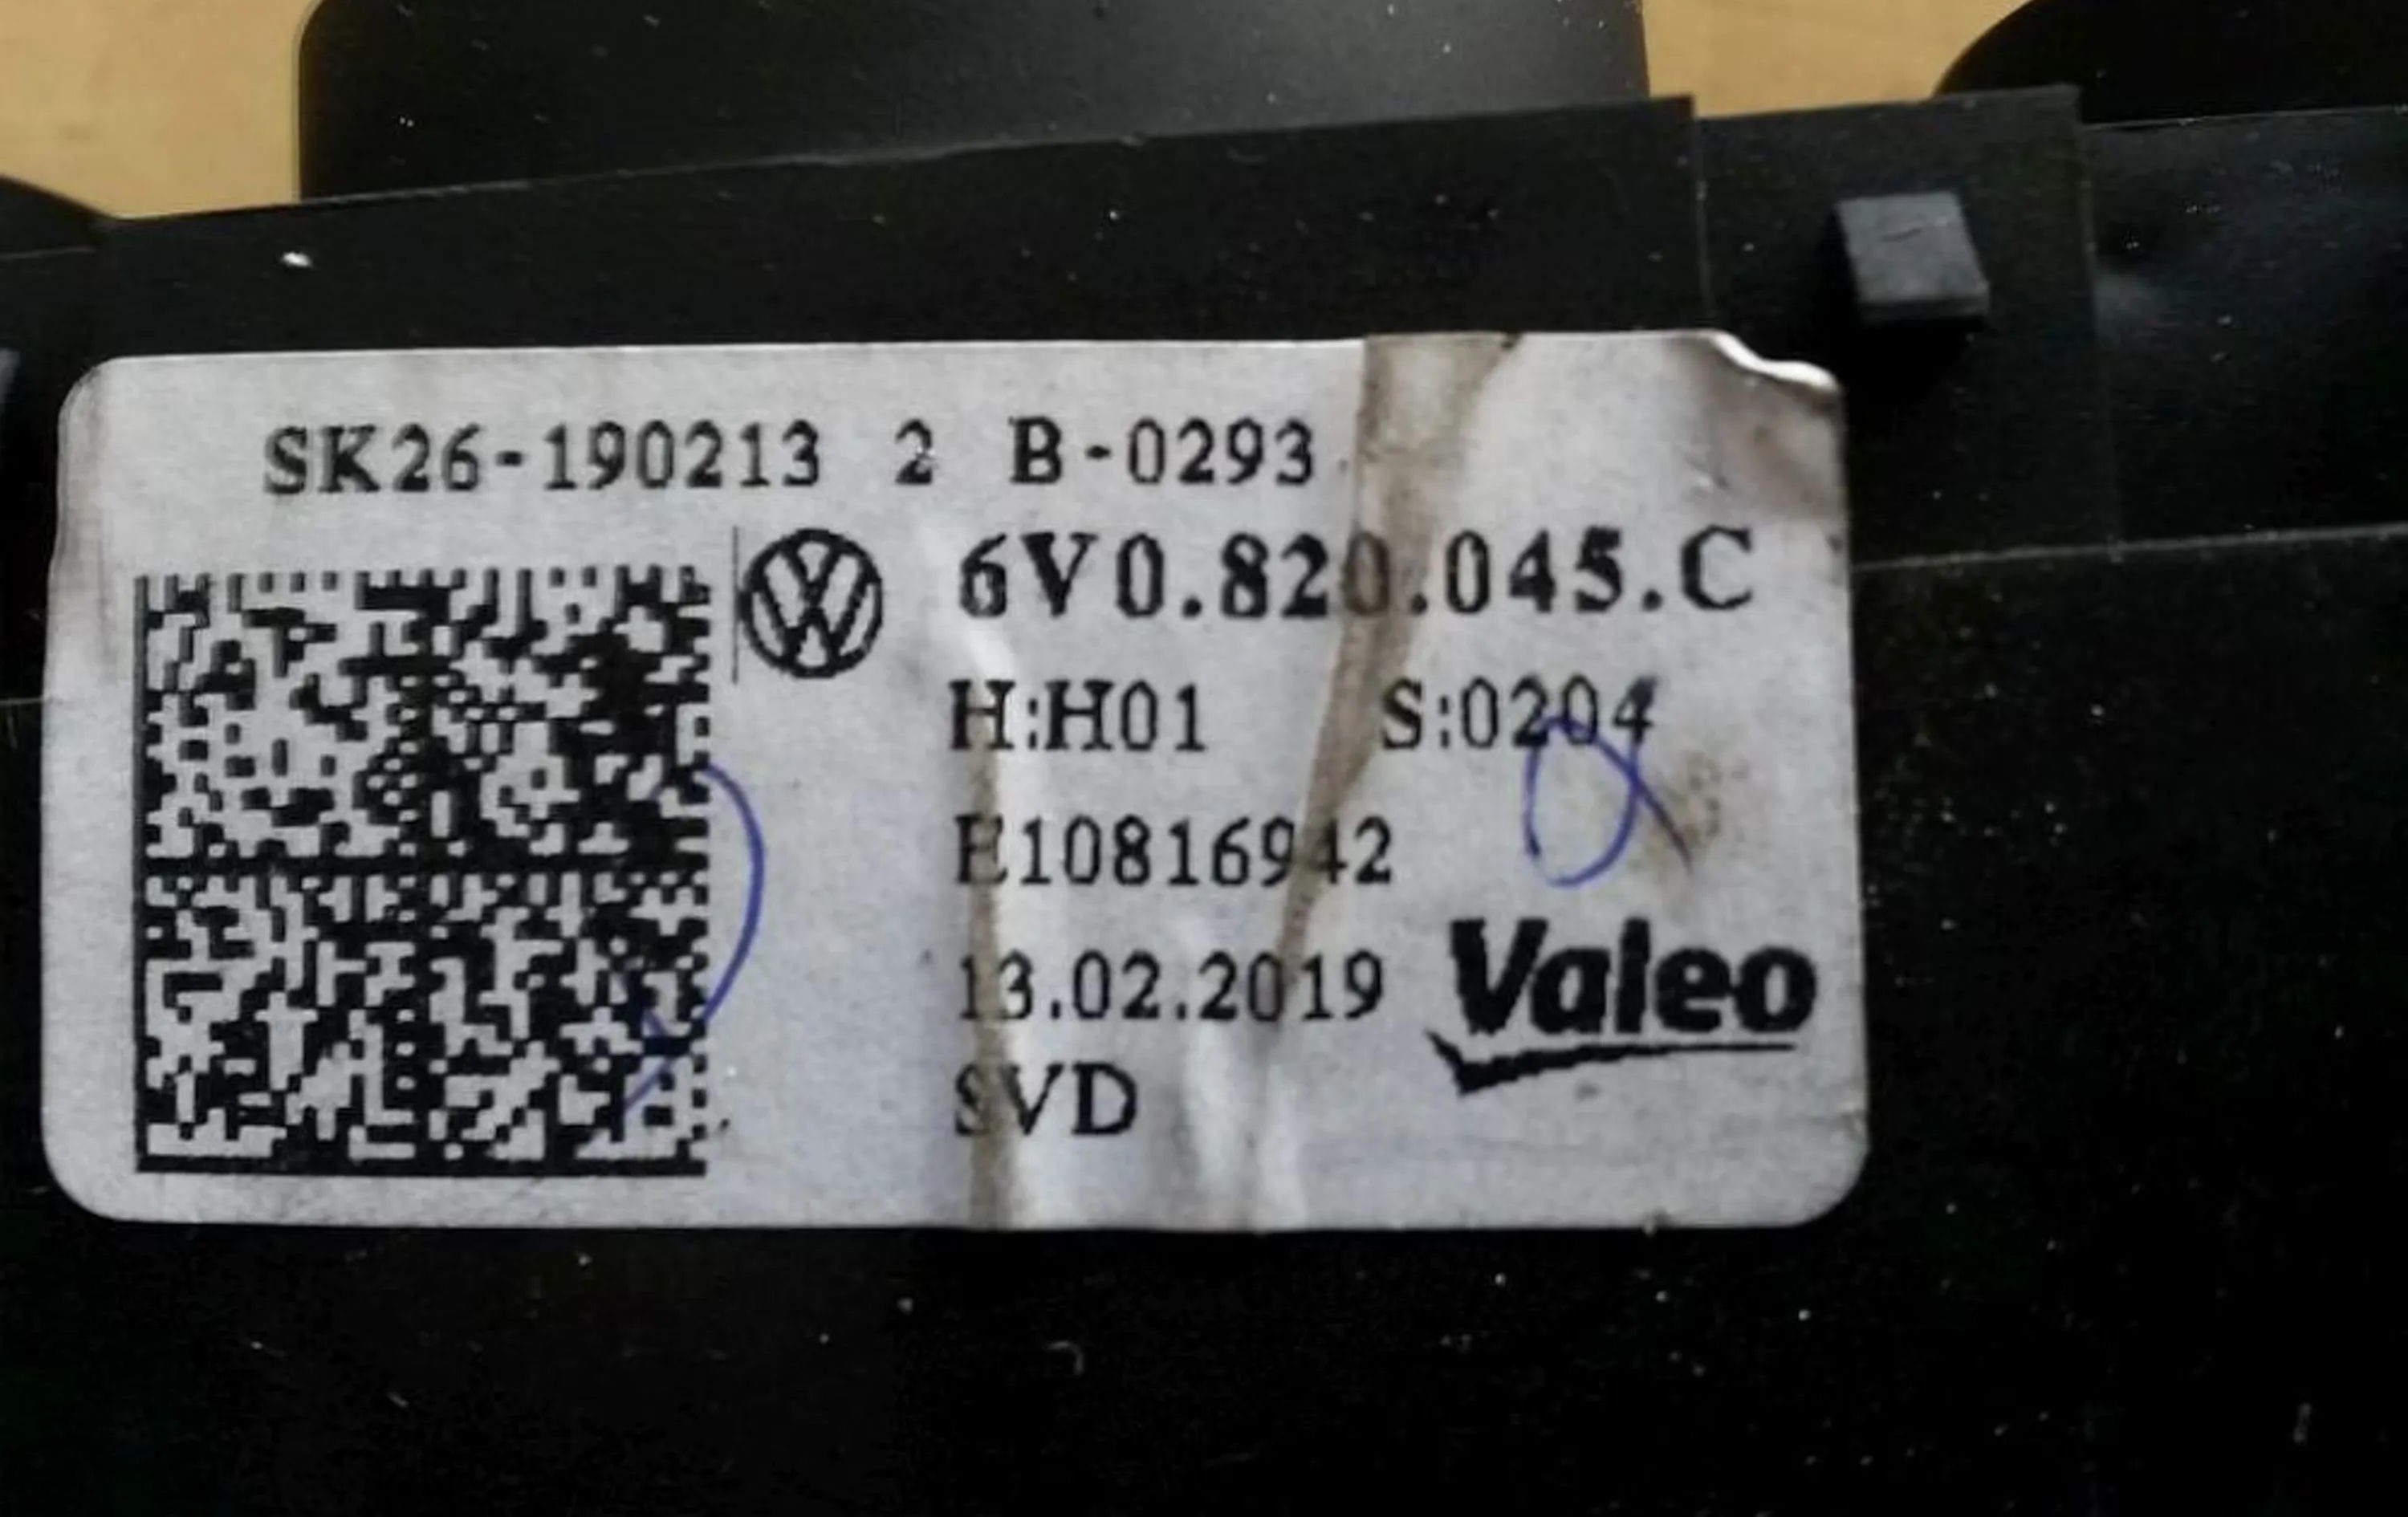 SK26-190213 2 B-0293
6V0.820.045.C
H:H01 S:0204
E10816942
13.02.2019
Valeo
SVD